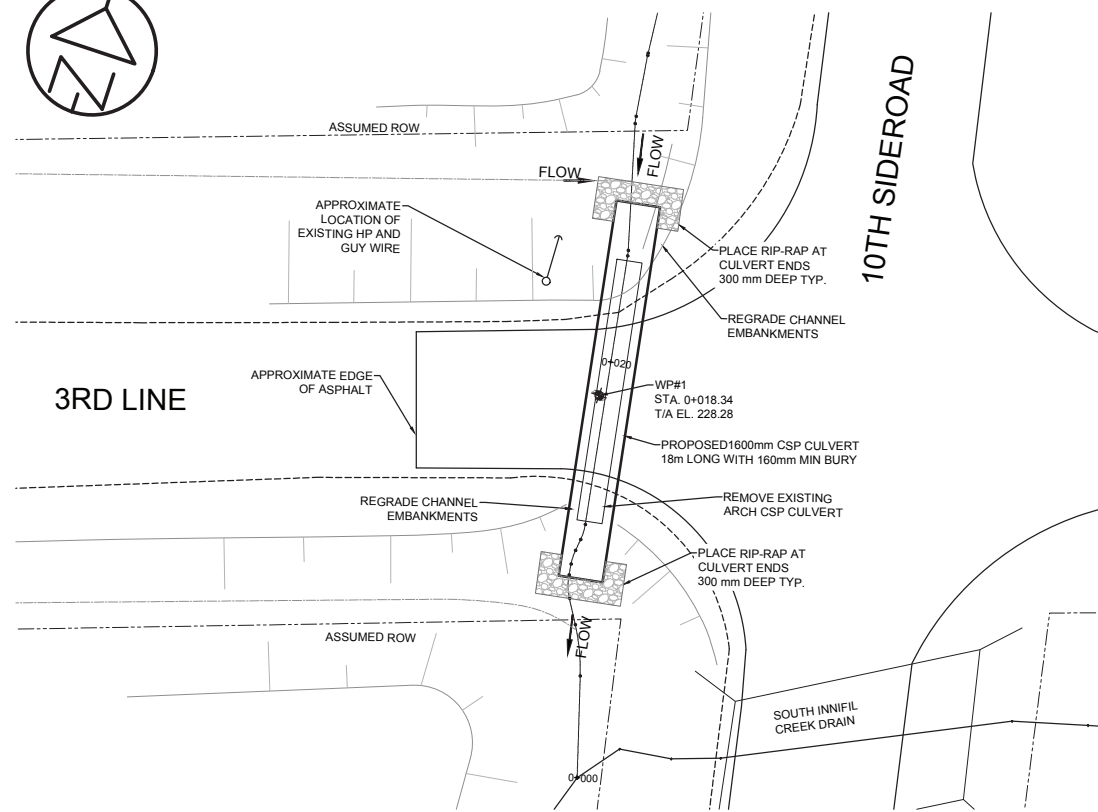 N
ASSUMED ROW
FLOW
FLOW
10TH SIDEROAD
APPROXIMATE
LOCATION OF
EXISTING HP AND
GUY WIRE
PLACE RIP-RAP AT
CULVERT ENDS
300 mm DEEP TYP.
REGRADE CHANNEL
EMBANKMENTS
0+020
3RD LINE
APPROXIMATE EDGE
OF ASPHALT
WP#1
STA. 0+018.34
T/A EL. 228.28
PROPOSED1600mm CSP CULVERT
18m LONG WITH 160mm MIN BURY
REGRADE CHANNEL
EMBANKMENTS
REMOVE EXISTING
ARCH CSP CULVERT
PLACE RIP-RAP AT
CULVERT ENDS
300 mm DEEP TYP.
ASSUMED ROW
FLOW
SOUTH INNIFIL
CREEK DRAIN
0+000